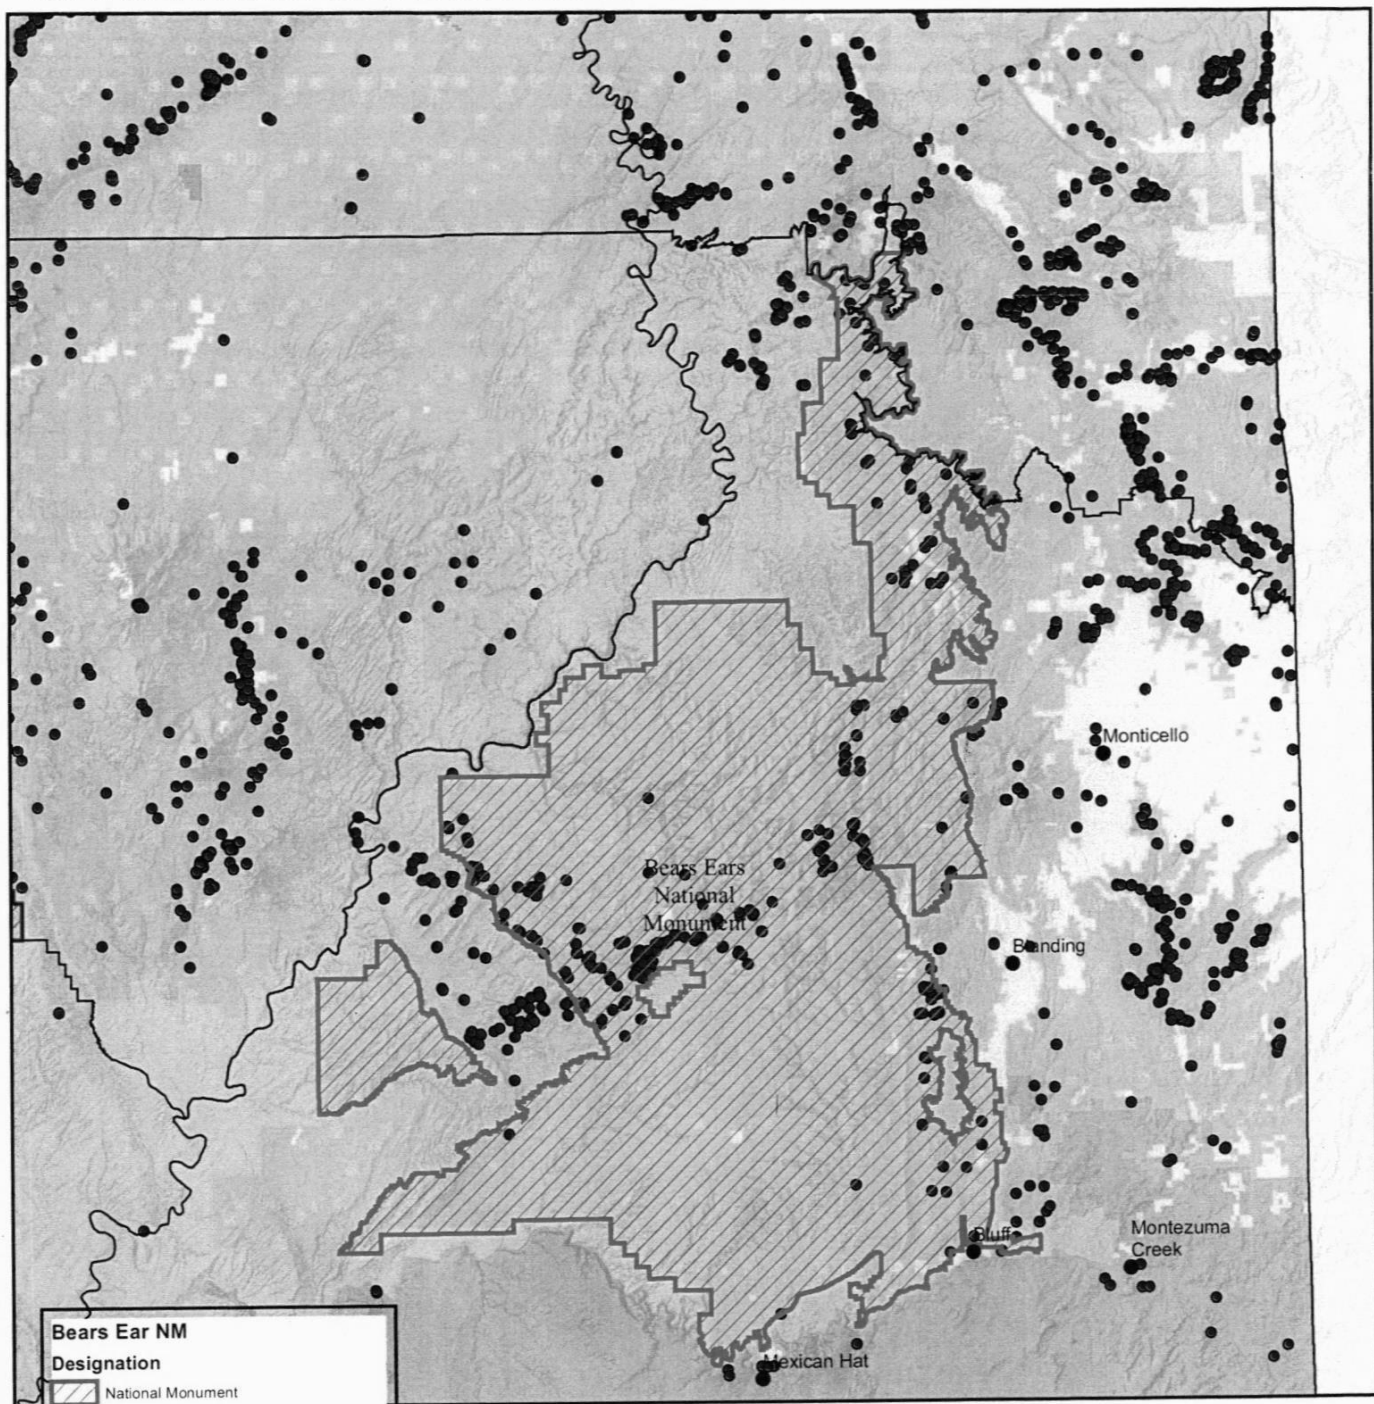 Monticello
Bears Ears
National
Monument
Blanding
Bluff
Montezuma
Creek
Mexican Hat
Bears Ear NM
Designation
National Monument